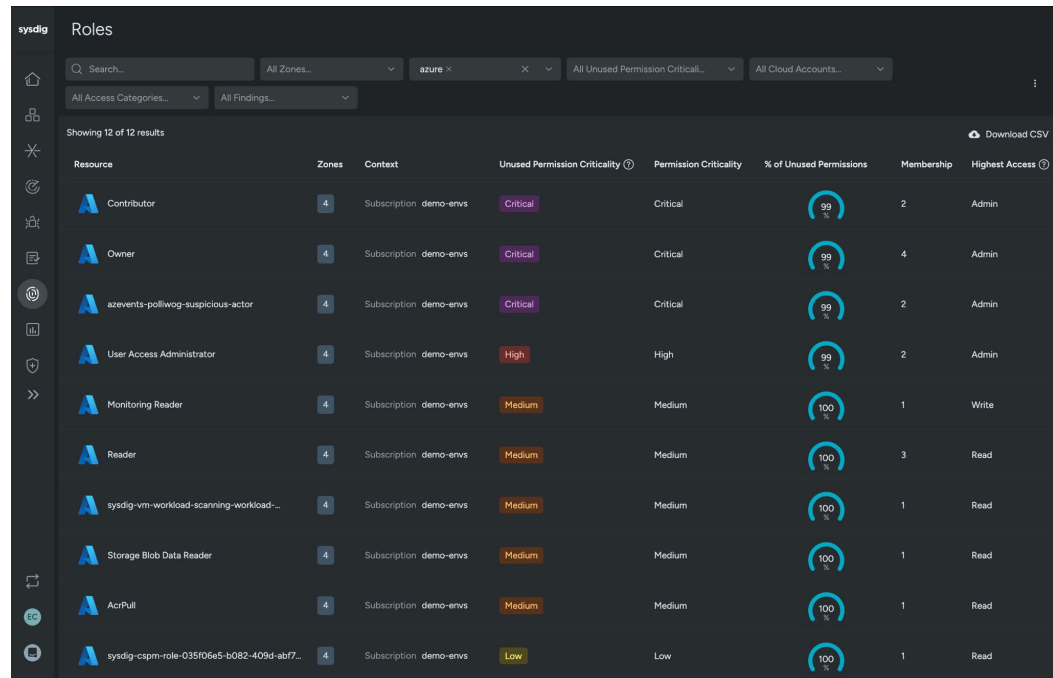 sysdig
Roles
Search...
All Zones...
azure ×
All Unused Permission Criticali...
All Cloud Accounts...
All Access Categories...
All Findings...
Showing 12 of 12 results
Download CSV
Resource Zones Context Unused Permission Criticality ? Permission Criticality % of Unused Permissions Membership Highest Access ?
Contributor 4 Subscription demo-envs Critical Critical 99 % 2 Admin
Owner 4 Subscription demo-envs Critical Critical 99 % 4 Admin
azevents-polliwog-suspicious-actor 4 Subscription demo-envs Critical Critical 99 % 2 Admin
User Access Administrator 4 Subscription demo-envs High High 99 % 2 Admin
Monitoring Reader 4 Subscription demo-envs Medium Medium 100 % 1 Write
Reader 4 Subscription demo-envs Medium Medium 100 % 3 Read
sysdig-vm-workload-scanning-workload-... 4 Subscription demo-envs Medium Medium 100 % 1 Read
Storage Blob Data Reader 4 Subscription demo-envs Medium Medium 100 % 1 Read
AcrPull 4 Subscription demo-envs Medium Medium 100 % 1 Read
sysdig-cspm-role-035f06e5-b082-409d-abf7... 4 Subscription demo-envs Low Low 100 % 1 Read
EC